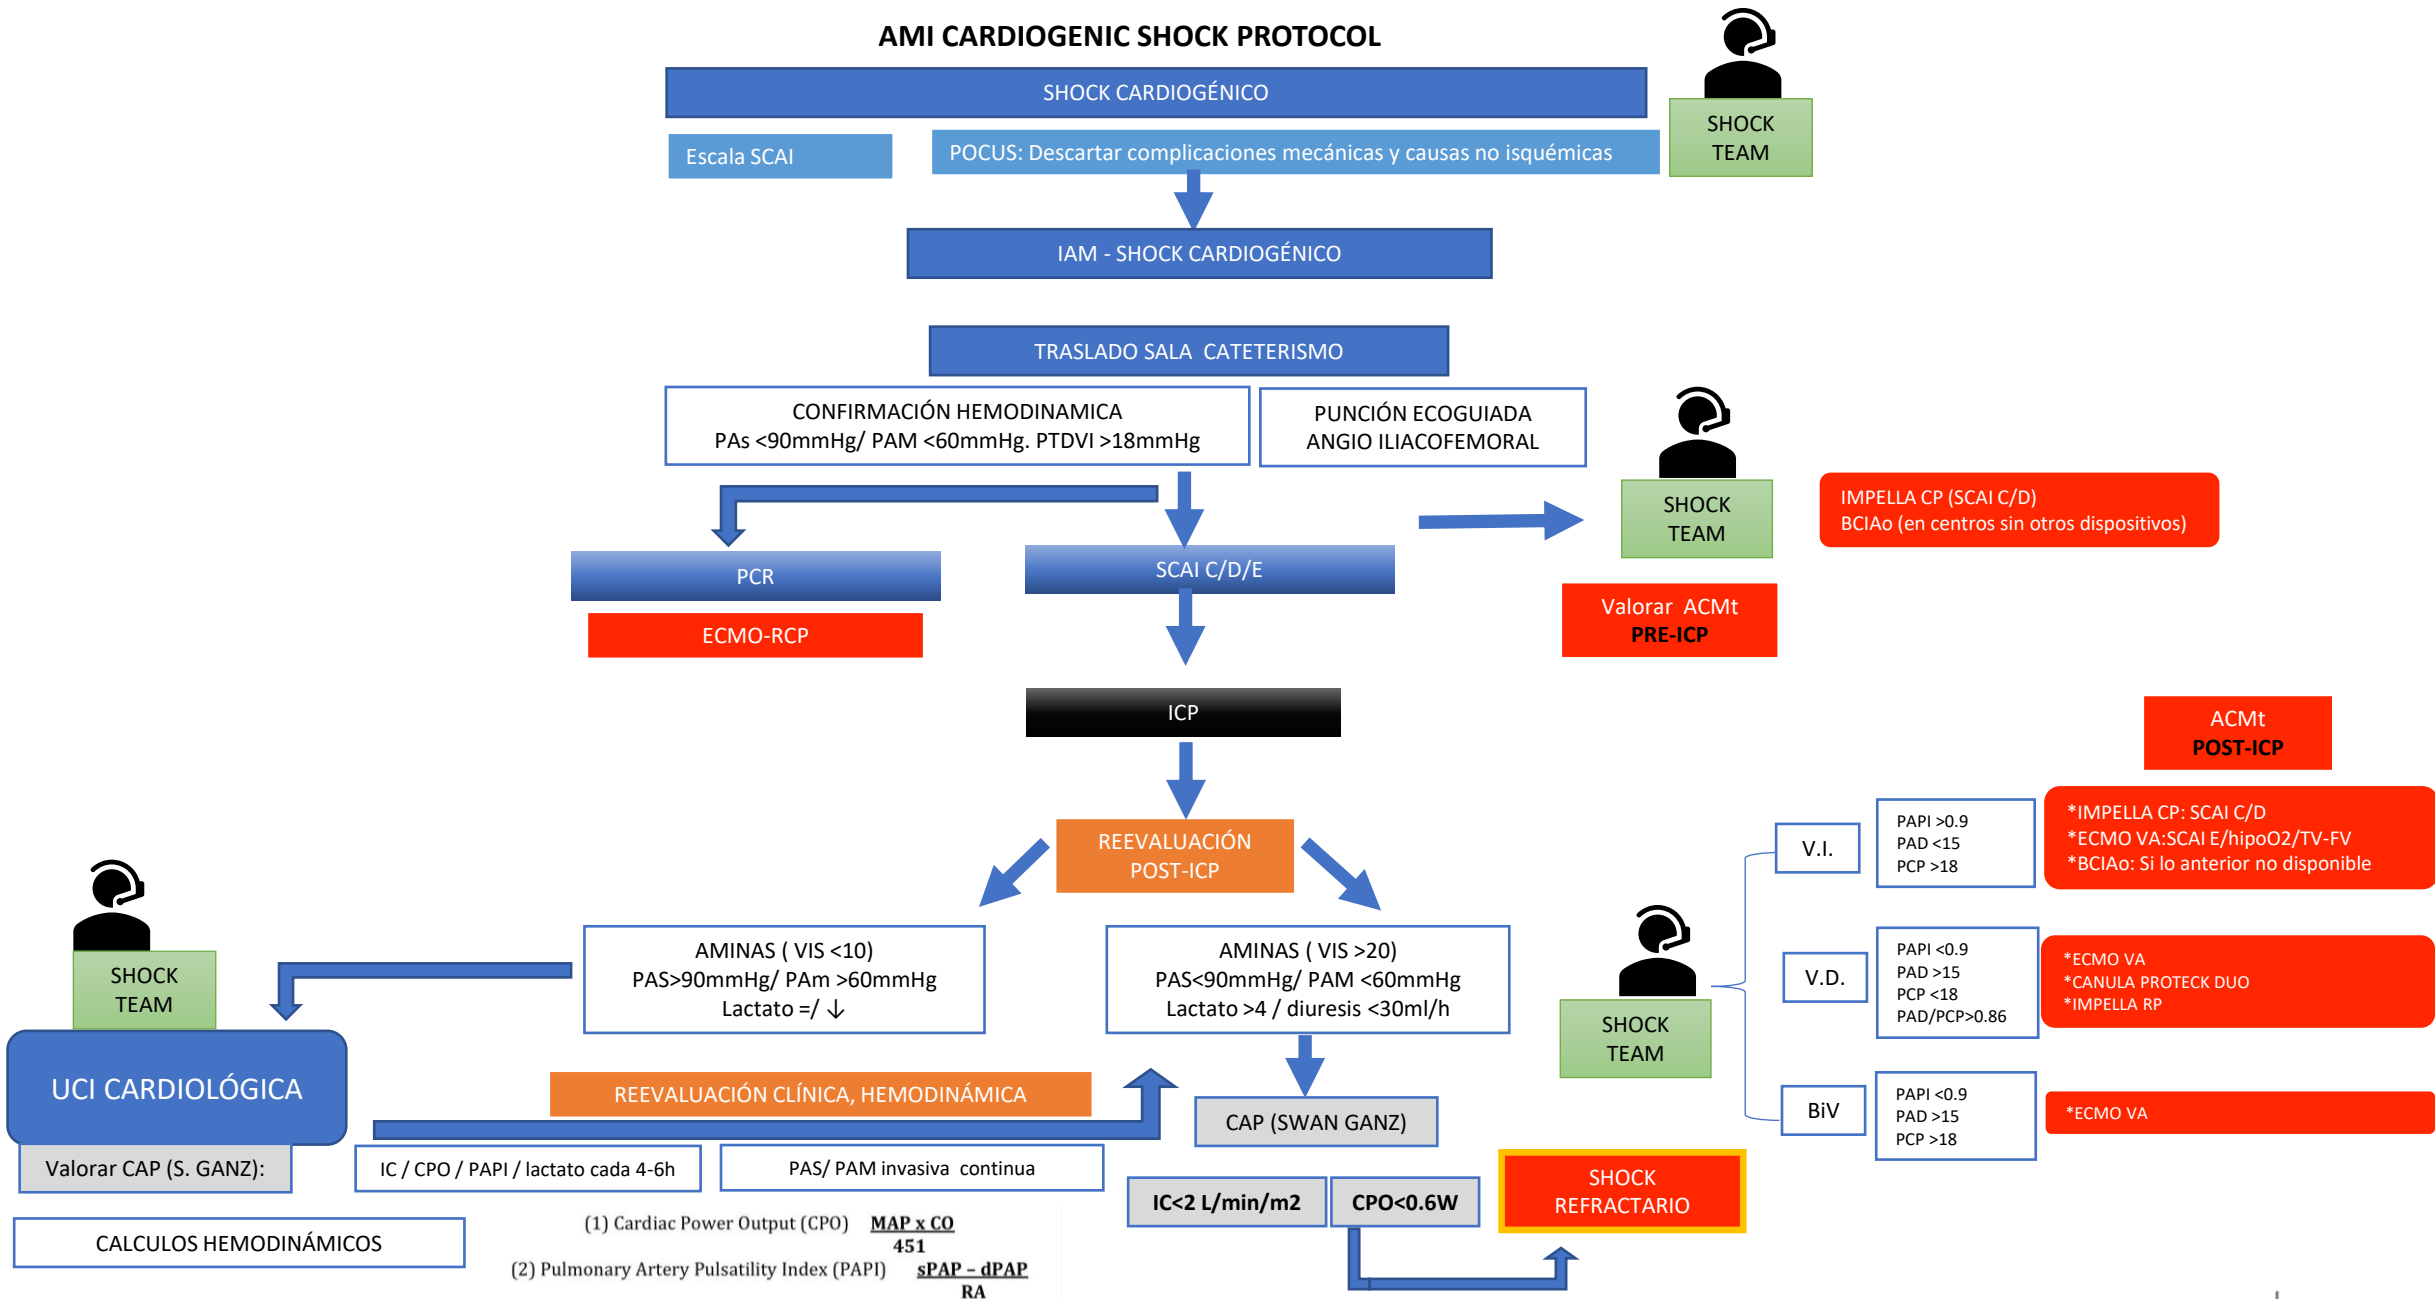 AMI CARDIOGENIC SHOCK PROTOCOL
SHOCK CARDIOGÉNICO
SHOCK
TEAM
Escala SCAI
POCUS: Descartar complicaciones mecánicas y causas no isquémicas
IAM - SHOCK CARDIOGÉNICO
TRASLADO SALA CATETERISMO
CONFIRMACIÓN HEMODINAMICA
PAs <90mmHg/ PAM <60mmHg. PTDVI >18mmHg
PUNCIÓN ECOGUIADA
ANGIO ILIACOFEMORAL
SHOCK
TEAM
IMPELLA CP (SCAI C/D)
BCIAo (en centros sin otros dispositivos)
PCR
SCAI C/D/E
ECMO-RCP
Valorar ACMt
PRE-ICP
ICP
ACMt
POST-ICP
REEVALUACIÓN
POST-ICP
V.I.
PAPI >0.9
PAD <15
PCP >18
*IMPELLA CP: SCAI C/D
*ECMO VA:SCAI E/hipoO2/TV-FV
*BCIAo: Si lo anterior no disponible
SHOCK
TEAM
AMINAS ( VIS <10)
PAS>90mmHg/ PAm >60mmHg
Lactato =/ ↓
AMINAS ( VIS >20)
PAS<90mmHg/ PAM <60mmHg
Lactato >4 / diuresis <30ml/h
SHOCK
TEAM
V.D.
PAPI <0.9
PAD >15
PCP <18
PAD/PCP>0.86
*ECMO VA
*CANULA PROTECK DUO
*IMPELLA RP
UCI CARDIOLÓGICA
REEVALUACIÓN CLÍNICA, HEMODINÁMICA
CAP (SWAN GANZ)
BiV
PAPI <0.9
PAD >15
PCP >18
*ECMO VA
Valorar CAP (S. GANZ):
IC / CPO / PAPI / lactato cada 4-6h
PAS/ PAM invasiva continua
IC<2 L/min/m2
CPO<0.6W
SHOCK
REFRACTARIO
CALCULOS HEMODINÁMICOS
(1) Cardiac Power Output (CPO) MAP x CO
451
(2) Pulmonary Artery Pulsatility Index (PAPI) sPAP – dPAP
RA